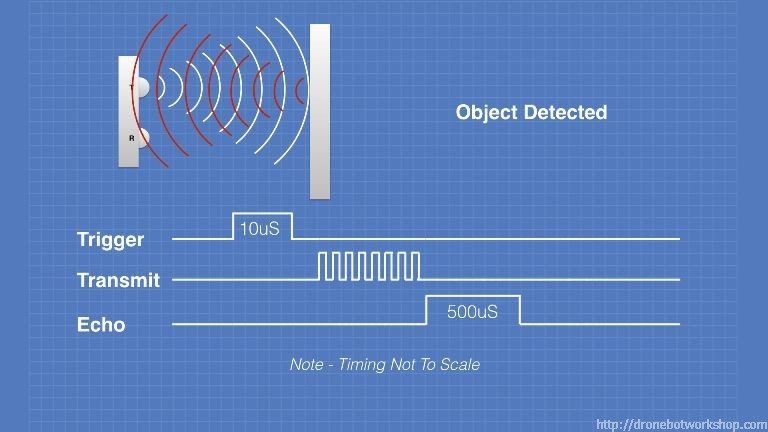 T
R
Object Detected
Trigger
10uS
Transmit
Echo
500uS
Note - Timing Not To Scale
http://dronebotworkshop.com